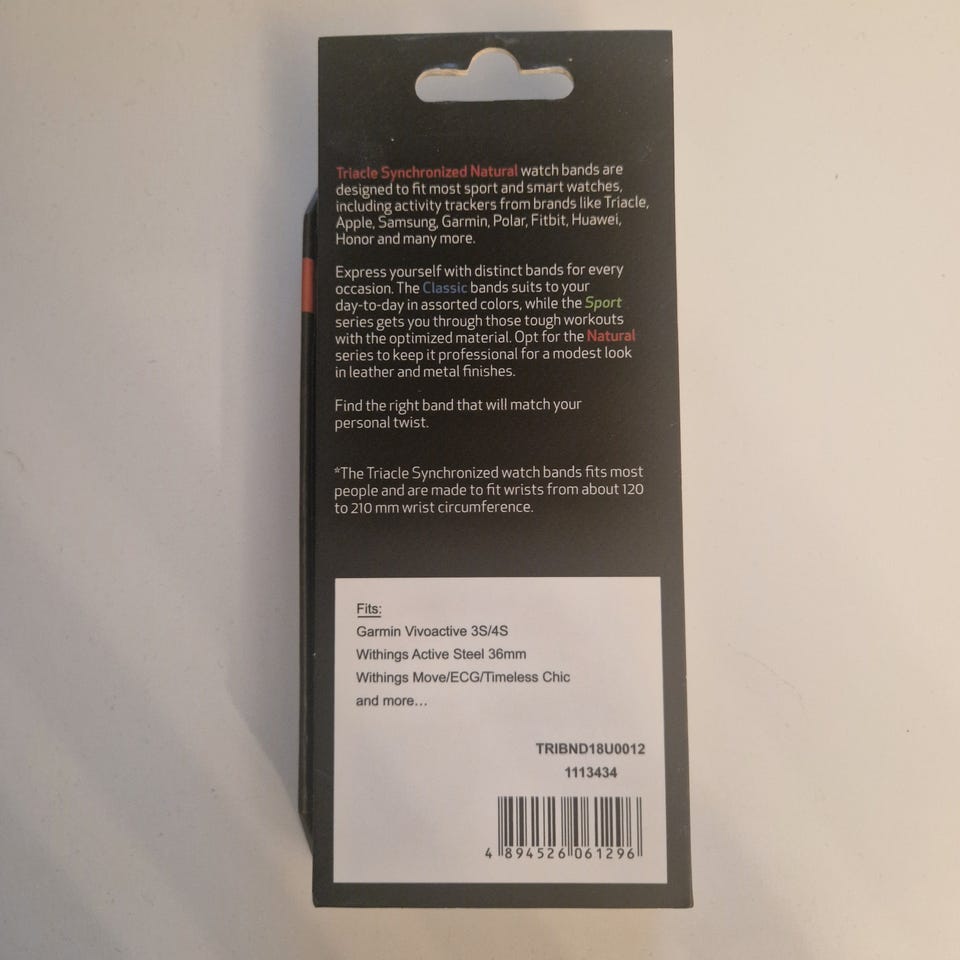 Triacle Synchronized Natural watch bands are
designed to fit most sport and smart watches,
including activity trackers from brands like Triacle,
Apple, Samsung, Garmin, Polar, Fitbit, Huawei,
Honor and many more.
Express yourself with distinct bands for every
occasion. The Classic bands suits to your
day-to-day in assorted colors, while the Sport
series gets you through those tough workouts
with the optimized material. Opt for the Natural
series to keep it professional for a modest look
in leather and metal finishes.
Find the right band that will match your
personal twist.
*The Triacle Synchronized watch bands fits most
people and are made to fit wrists from about 120
to 210 mm wrist circumference.
Fits:
Garmin Vivoactive 3S/4S
Withings Active Steel 36mm
Withings Move/ECG/Timeless Chic
and more...
TRIBND18U0012
1113434
4 894526 061296